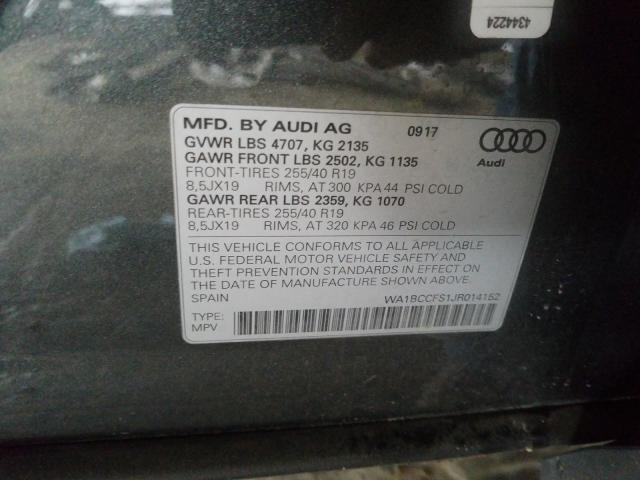 4344224
MFD. BY AUDI AG 0917
GVWR LBS 4707, KG 2135
GAWR FRONT LBS 2502, KG 1135
FRONT-TIRES 255/40 R19
8,5JX19 RIMS, AT 300 KPA 44 PSI COLD
GAWR REAR LBS 2359, KG 1070
REAR-TIRES 255/40 R19
8,5JX19 RIMS, AT 320 KPA 46 PSI COLD
Audi
THIS VEHICLE CONFORMS TO ALL APPLICABLE
U.S. FEDERAL MOTOR VEHICLE SAFETY AND
THEFT PREVENTION STANDARDS IN EFFECT ON
THE DATE OF MANUFACTURE SHOWN ABOVE.
SPAIN WA1BCCFS1JR014152
TYPE:
MPV